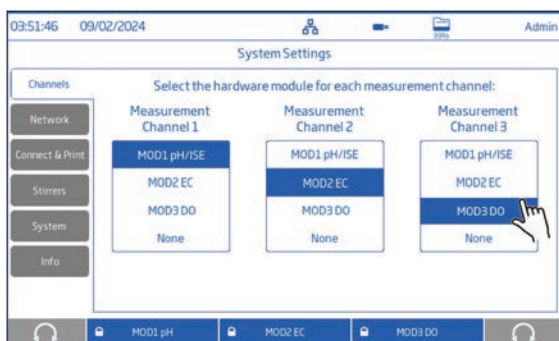 03:51:46 09/02/2024 Admin
System Settings
Channels
Network
Connect & Print
Stirrers
System
Info
Select the hardware module for each measurement channel:
Measurement
Channel 1
MOD1 pH/ISE
MOD2 EC
MOD3 DO
None
Measurement
Channel 2
MOD1 pH/ISE
MOD2 EC
MOD3 DO
None
Measurement
Channel 3
MOD1 pH/ISE
MOD2 EC
MOD3 DO
None
MOD1 pH MOD2 EC MOD3 DO